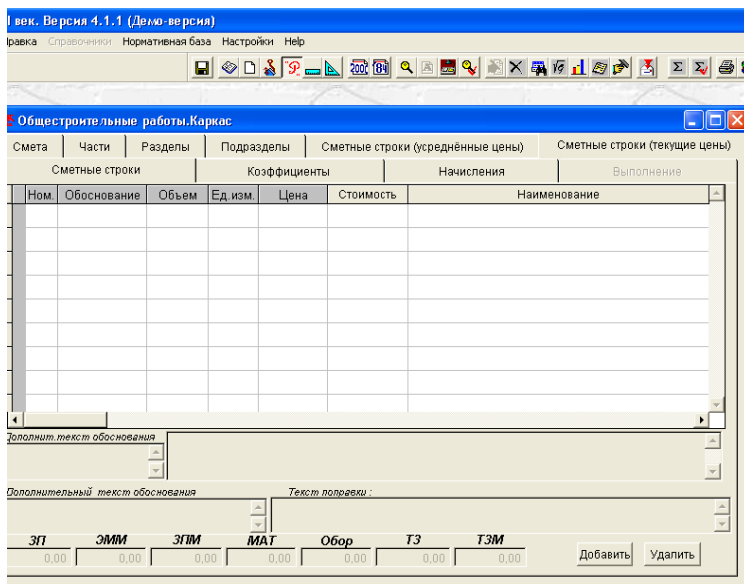 I век. Версия 4.1.1 (Демо-версия)
Правка Справочники Нормативная база Настройки Help
Общестроительные работы.Каркас
Смета Части Разделы Подразделы Сметные строки (усреднённые цены) Сметные строки (текущие цены)
Сметные строки Коэффициенты Начисления Выполнение
Ном. Обоснование Объем Ед.изм. Цена Стоимость Наименование
Дополнит.текст обоснования
Дополнительный текст обоснования Текст поправки :
ЗП ЭММ ЗПМ МАТ Обор ТЗ ТЗМ
0,00 0,00 0,00 0,00 0,00 0,00 0,00 Добавить Удалить